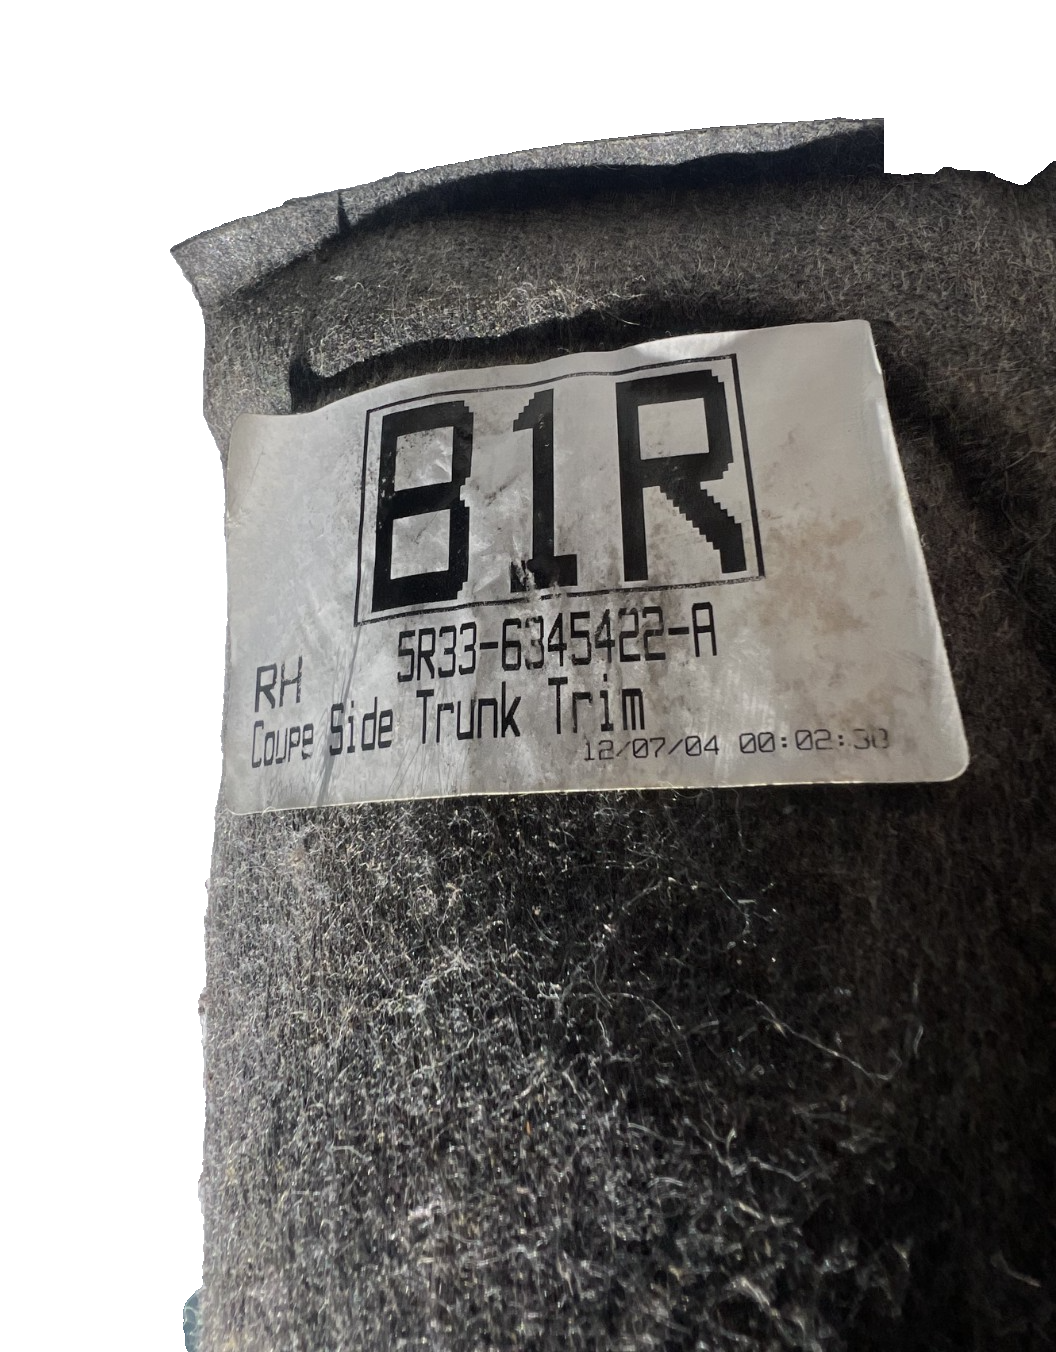 B1R
5R33-6345422-A
RH
Coupe Side Trunk Trim
12/07/04 00:02:30